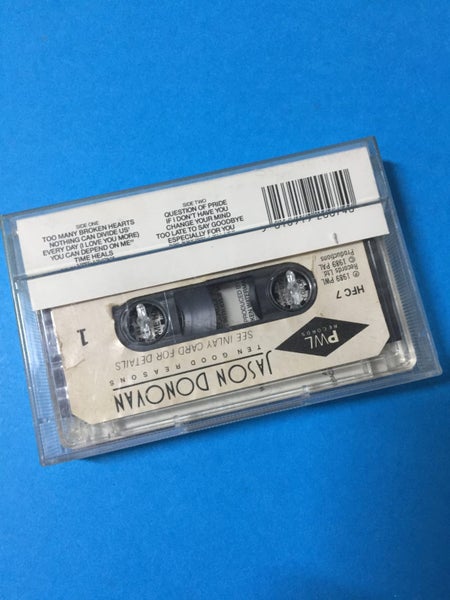 SIDE ONE
TOO MANY BROKEN HEARTS
NOTHING CAN DIVIDE US
EVERY DAY (I LOVE YOU MORE)
YOU CAN DEPEND ON ME
TIME HEALS
SIDE TWO
QUESTION OF PRIDE
IF I DON'T HAVE YOU
CHANGE YOUR MIND
TOO LATE TO SAY GOODBYE
ESPECIALLY FOR YOU
JASON DONOVAN
TEN GOOD REASONS
SEE INLAY CARD FOR DETAILS
1
PWL
RECORDS
HFC 7
℗ 1989 PWL
Records Ltd
© 1989 PAL
Productions